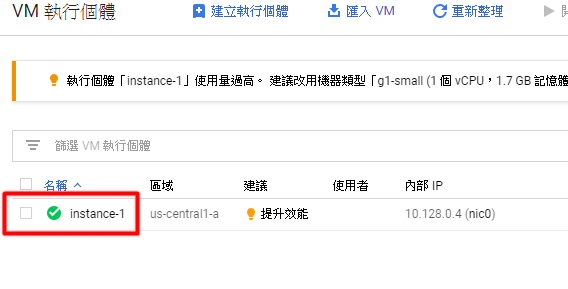 VM 執行個體 建立執行個體 匯入 VM 重新整理
執行個體「instance-1」使用量過高。 建議改用機器類型「g1-small (1 個 vCPU，1.7 GB 記憶體
篩選 VM 執行個體
名稱 區域 建議 使用者 內部 IP
instance-1 us-central1-a 提升效能 10.128.0.4 (nic0)